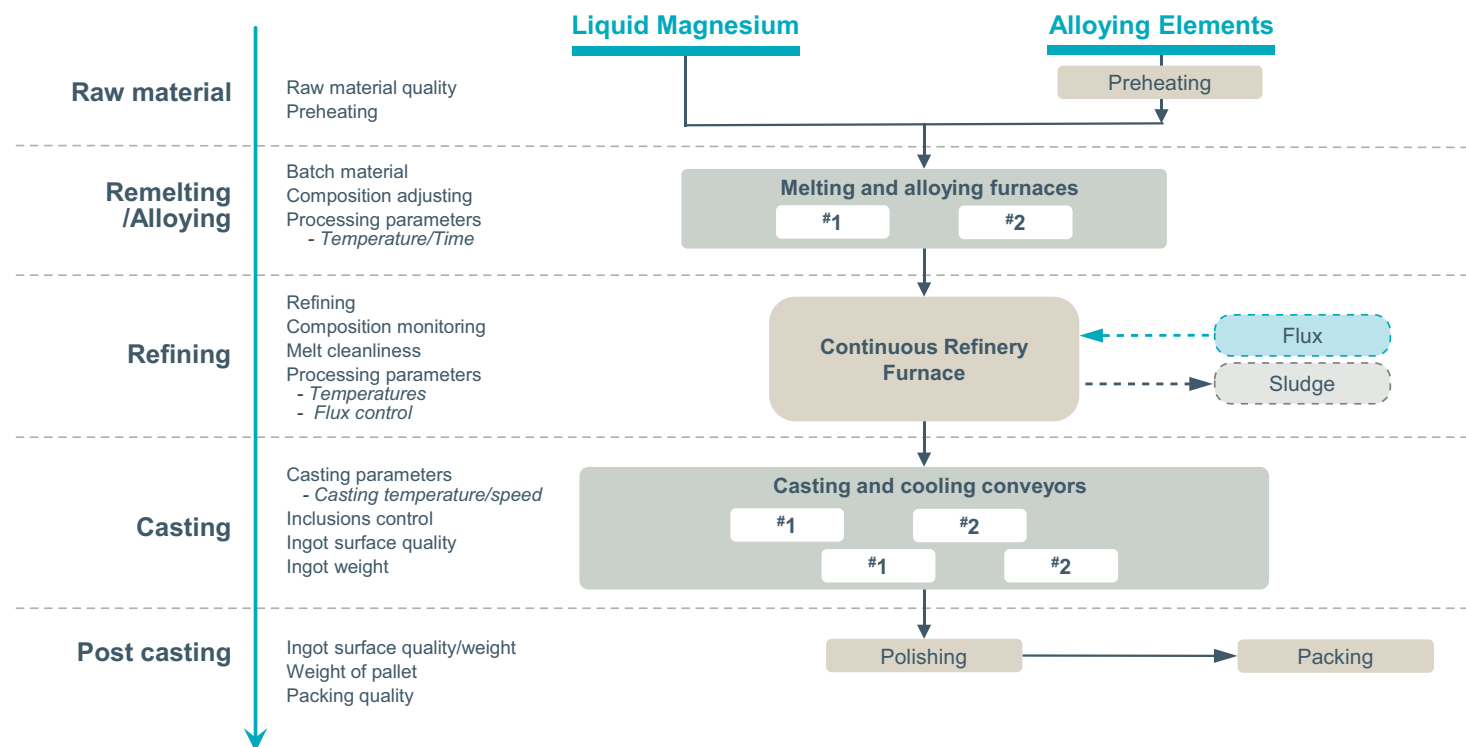 Liquid Magnesium
Alloying Elements
Raw material
Raw material quality
Preheating
Preheating
Remelting
/Alloying
Batch material
Composition adjusting
Processing parameters
- Temperature/Time
Melting and alloying furnaces
#1
#2
Refining
Refining
Composition monitoring
Melt cleanliness
Processing parameters
- Temperatures
- Flux control
Continuous Refinery
Furnace
Flux
Sludge
Casting
Casting parameters
- Casting temperature/speed
Inclusions control
Ingot surface quality
Ingot weight
Casting and cooling conveyors
#1
#2
#1
#2
Post casting
Ingot surface quality/weight
Weight of pallet
Packing quality
Polishing
Packing